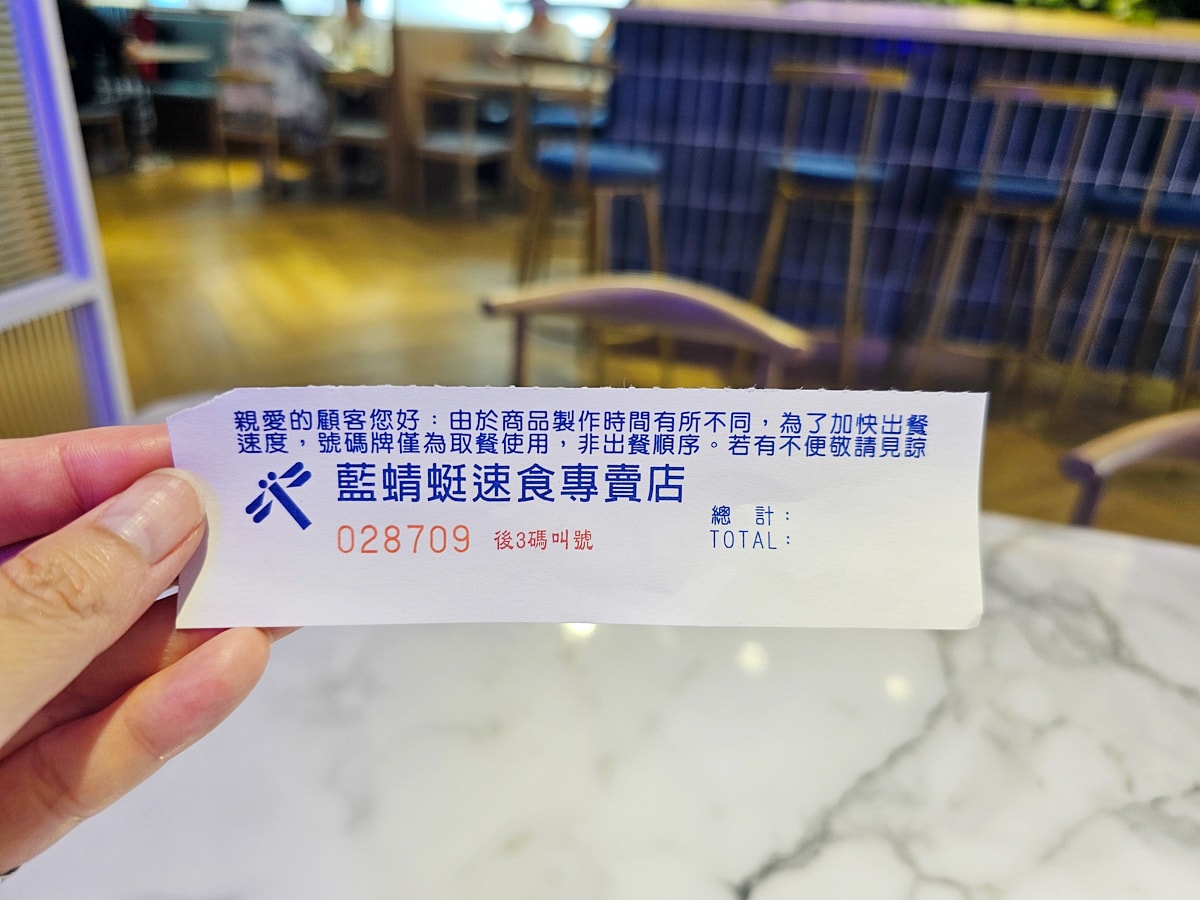 親愛的顧客您好：由於商品製作時間有所不同，為了加快出餐
速度，號碼牌僅為取餐使用，非出餐順序。若有不便敬請見諒
藍蜻蜓速食專賣店
028709 後3碼叫號
總 計：
TOTAL：